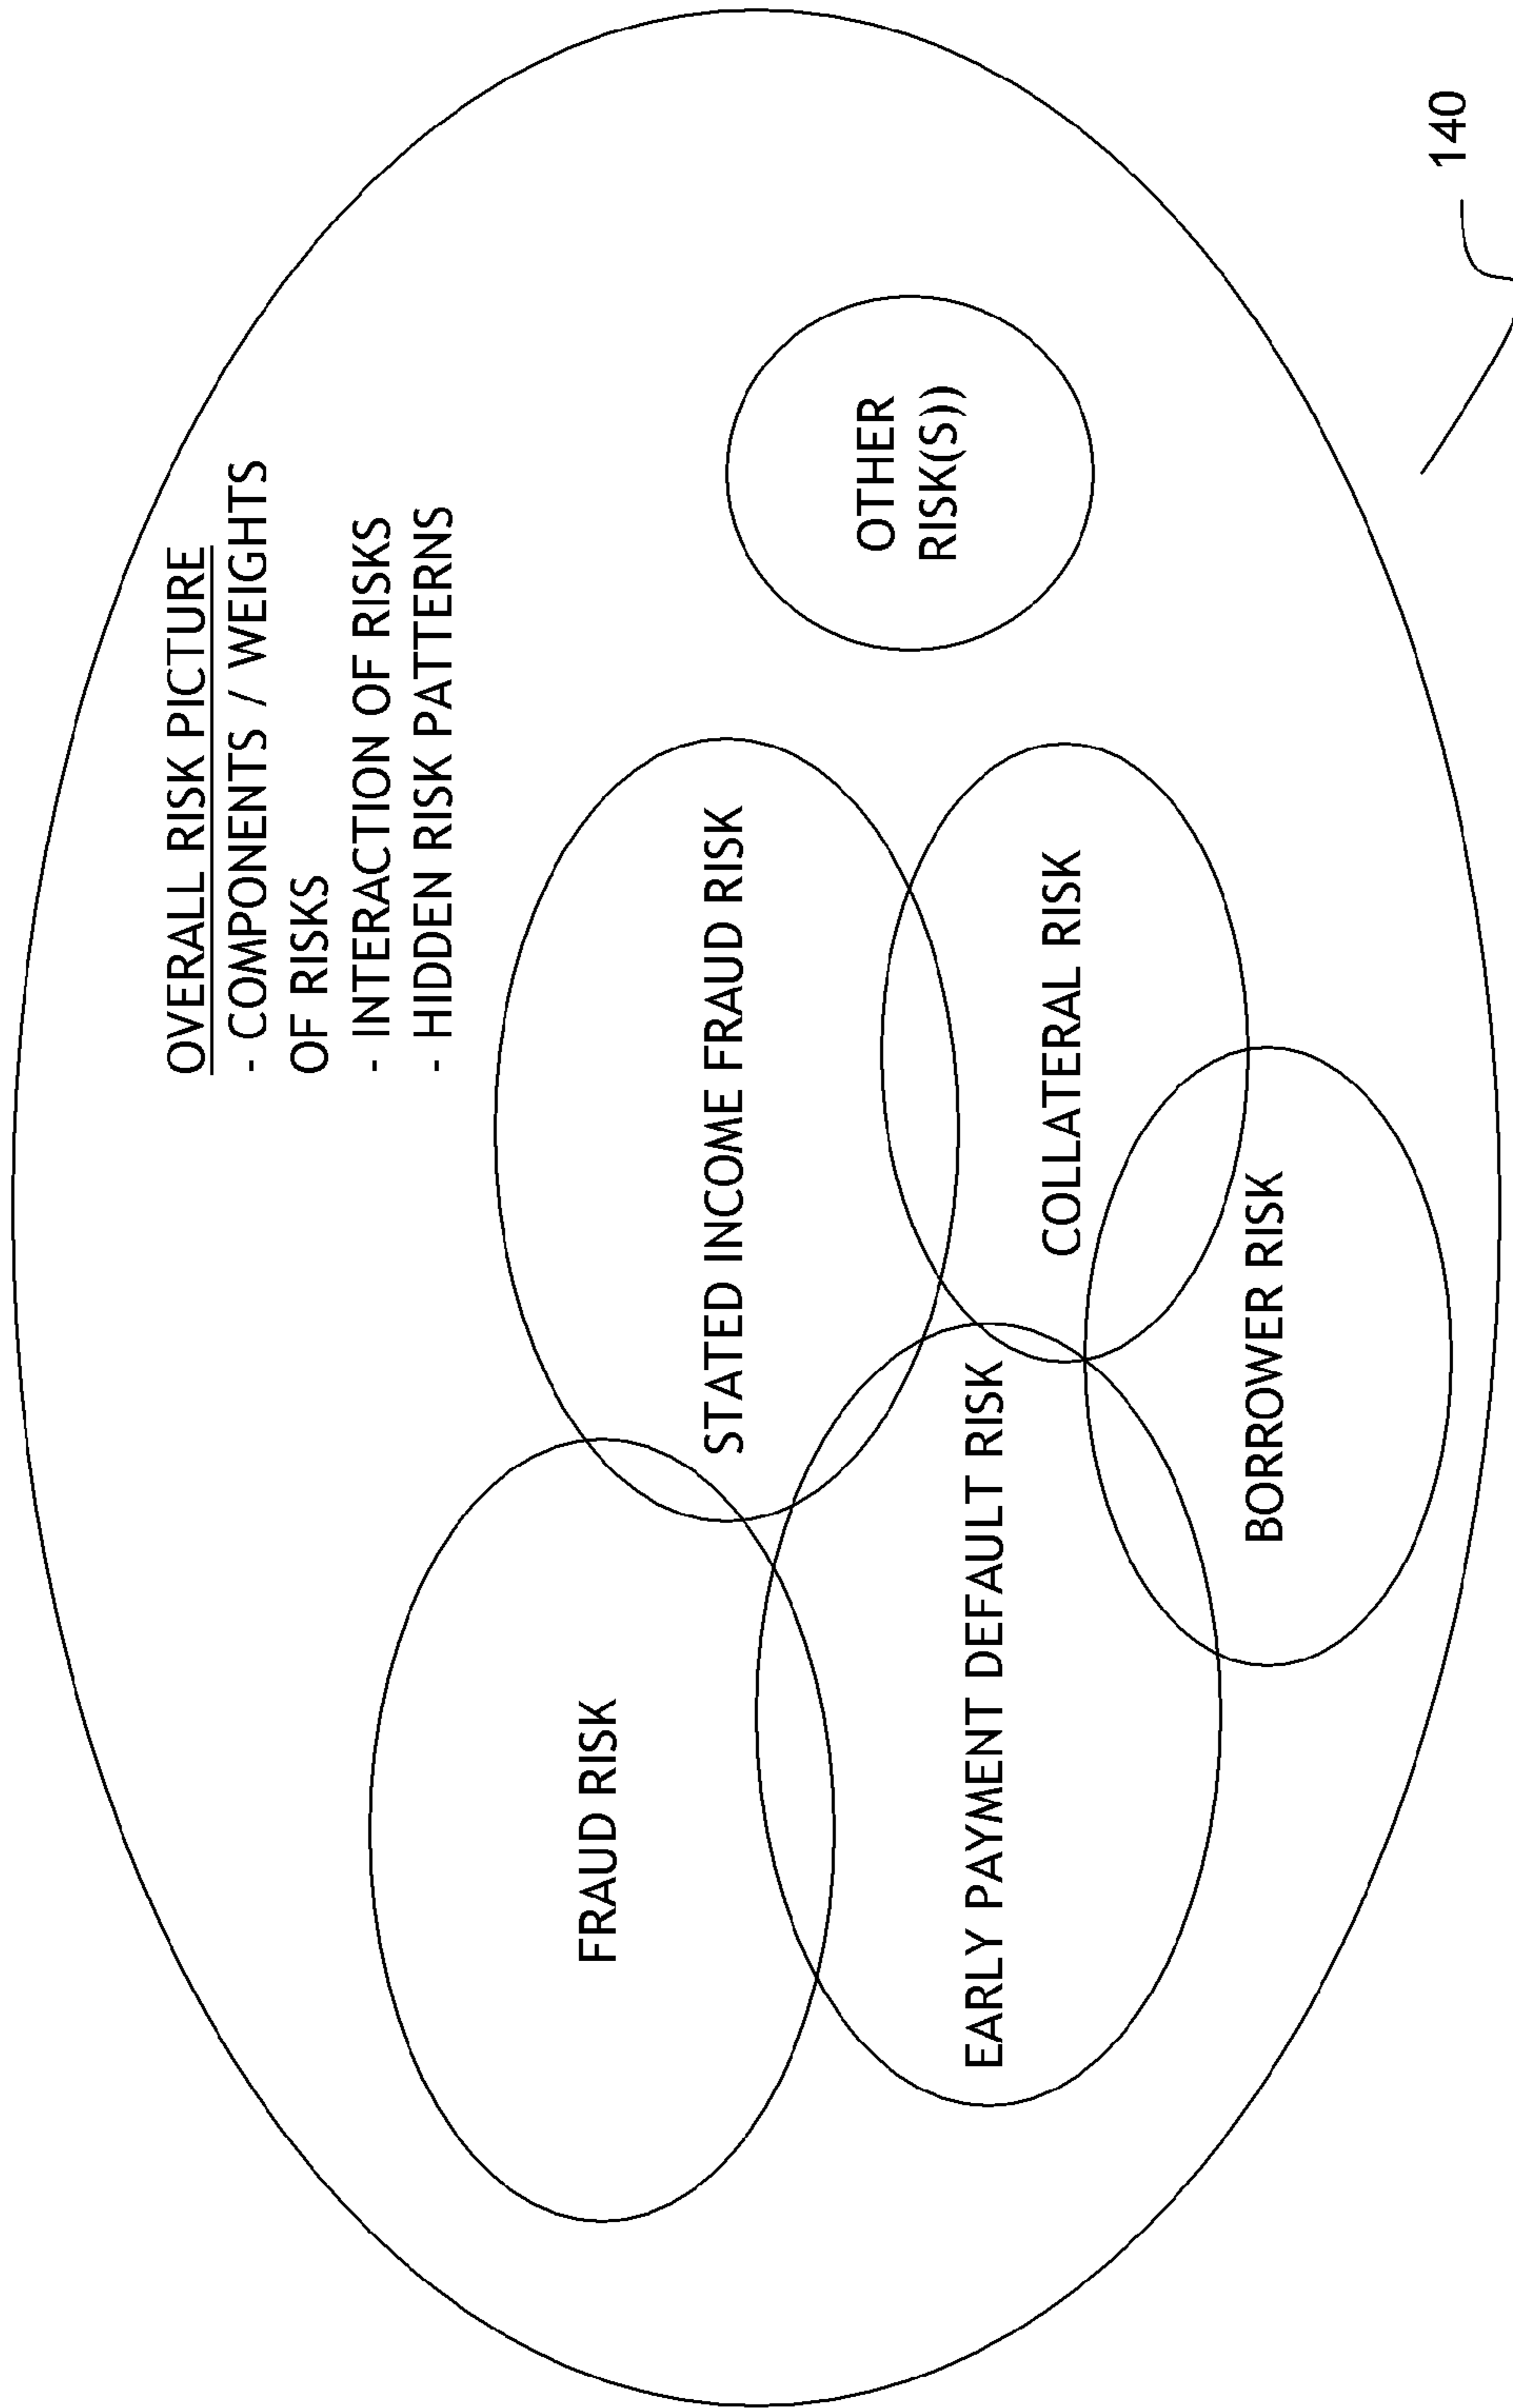 OVERALL RISK PICTURE
- COMPONENTS / WEIGHTS
OF RISKS
- INTERACTION OF RISKS
- HIDDEN RISK PATTERNS
FRAUD RISK
STATED INCOME FRAUD RISK
OTHER
RISK(S))
EARLY PAYMENT DEFAULT RISK
COLLATERAL RISK
BORROWER RISK
140